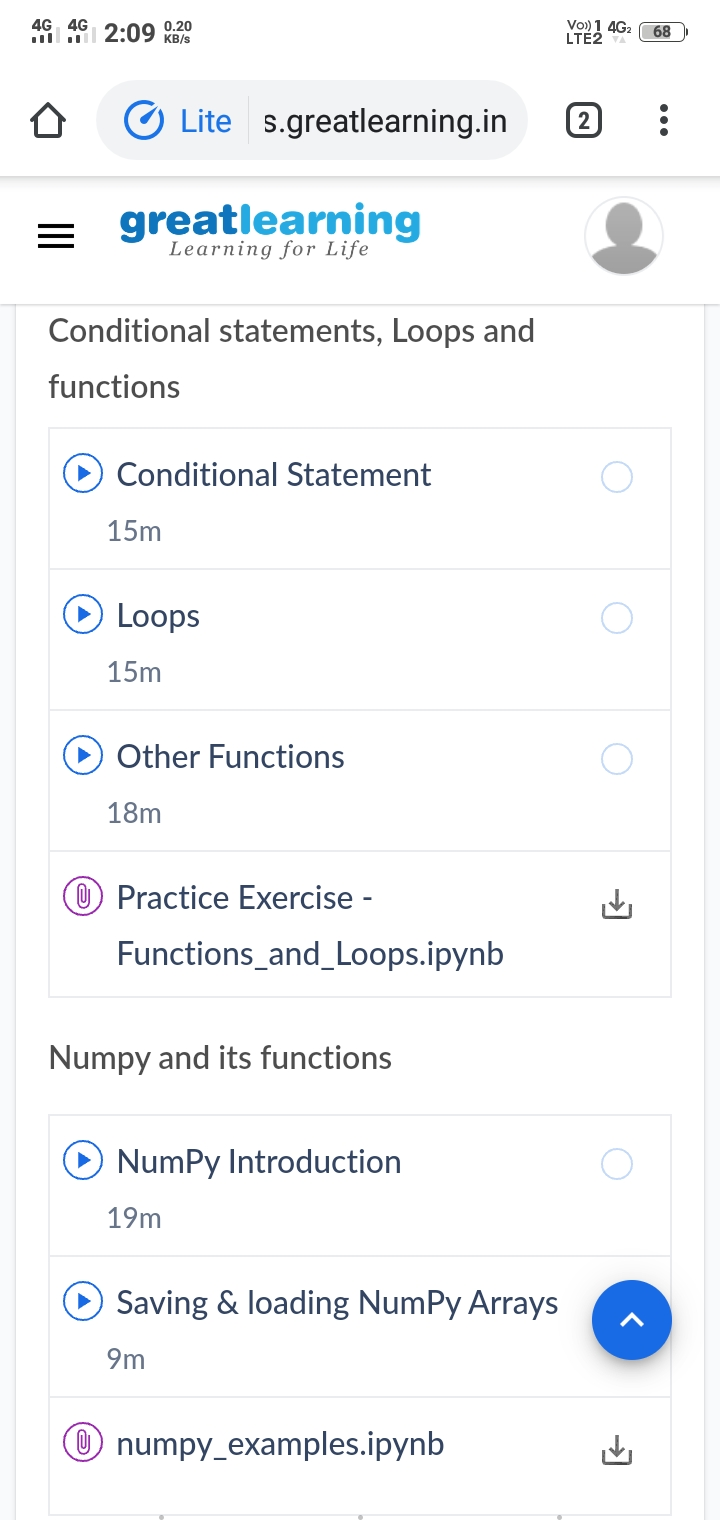 4G 4G 2:09 0.20 KB/s Vo)) 1 4G2 LTE2 68
Lite s.greatlearning.in 2
greatlearning
Learning for Life
Conditional statements, Loops and
functions
Conditional Statement
15m
Loops
15m
Other Functions
18m
Practice Exercise -
Functions_and_Loops.ipynb
Numpy and its functions
NumPy Introduction
19m
Saving & loading NumPy Arrays
9m
numpy_examples.ipynb